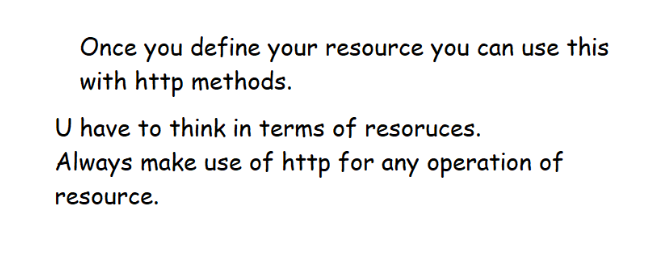 Once you define your resource you can use this
with http methods.
U have to think in terms of resoruces.
Always make use of http for any operation of
resource.